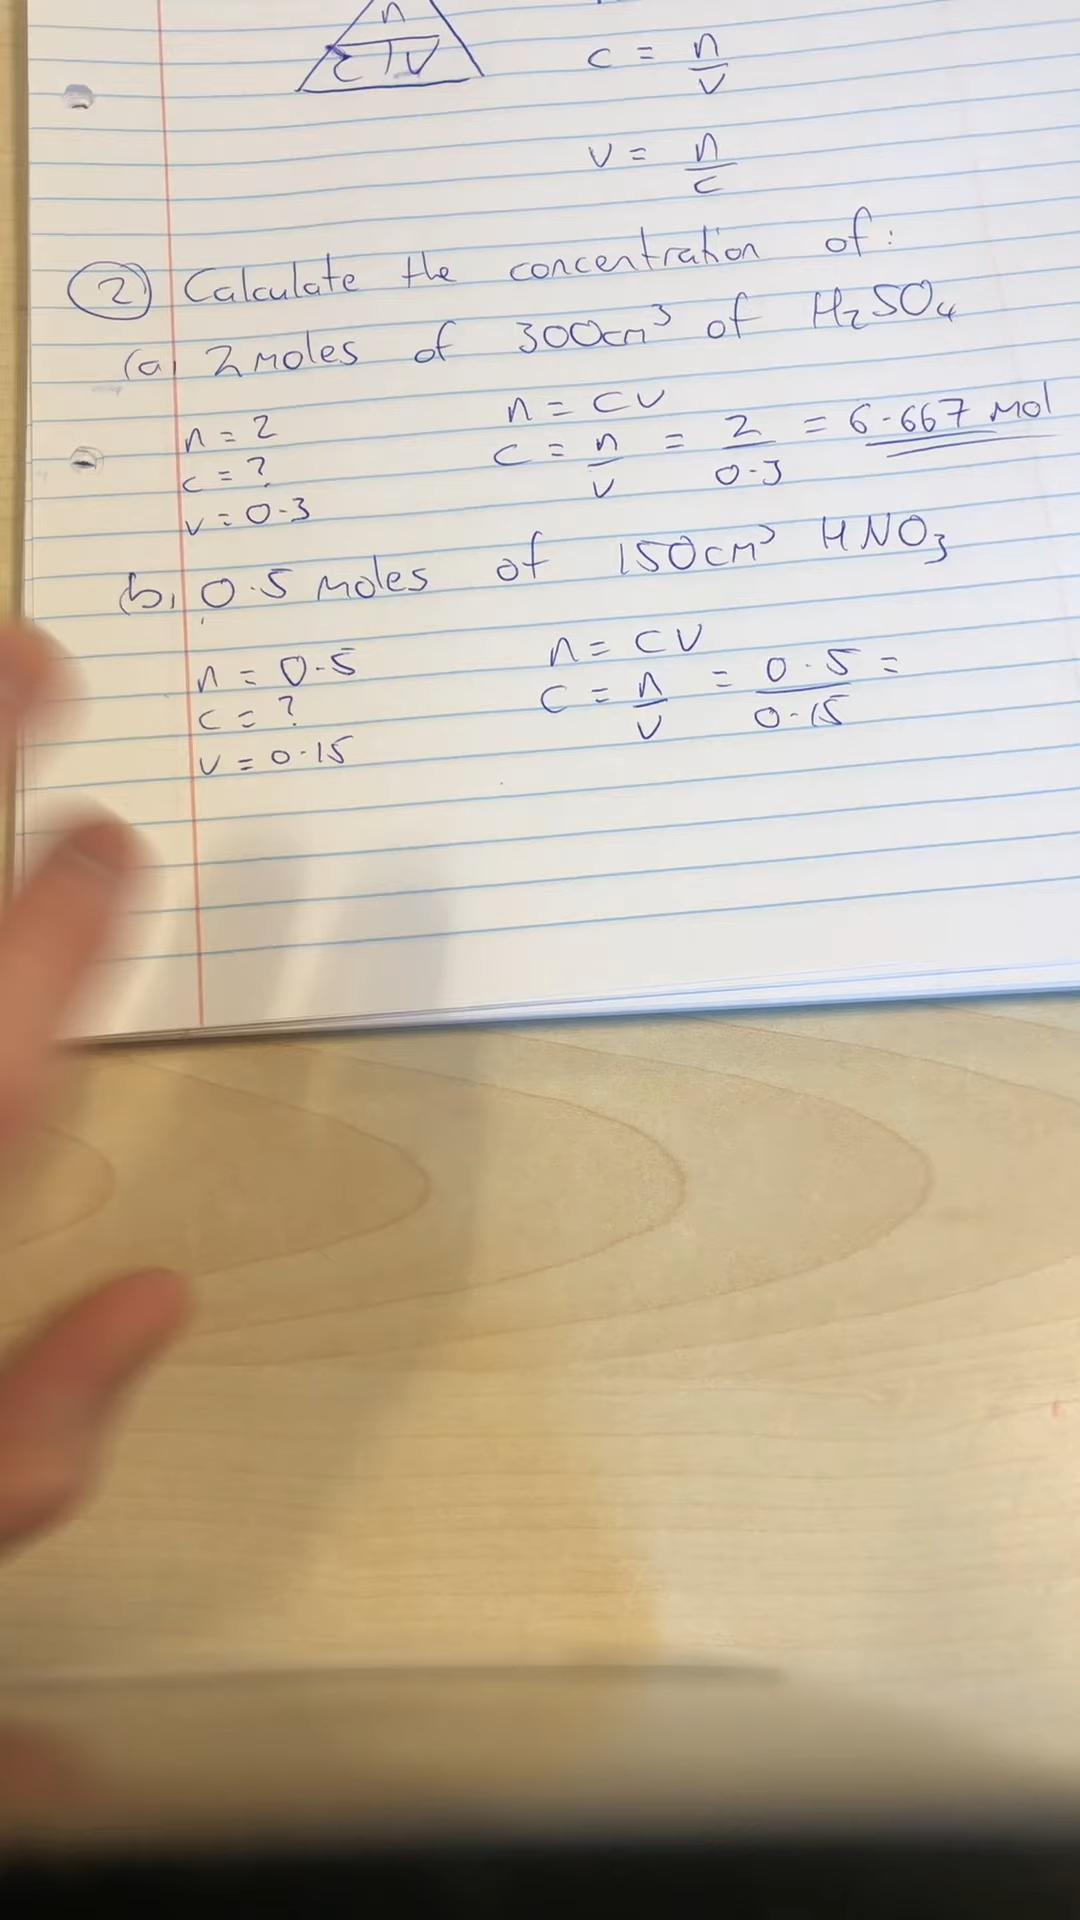 n
c | v
c = n/v
v = n/c
(2) Calculate the concentration of:
(a) 2 moles of 300cm³ of H₂SO₄
n = 2
c = ?
v = 0.3
n = cv
c = n/v = 2/0.3 = 6.667 mol
(b) 0.5 moles of 150cm³ HNO₃
n = 0.5
c = ?
v = 0.15
n = cv
c = n/v = 0.5/0.15 =